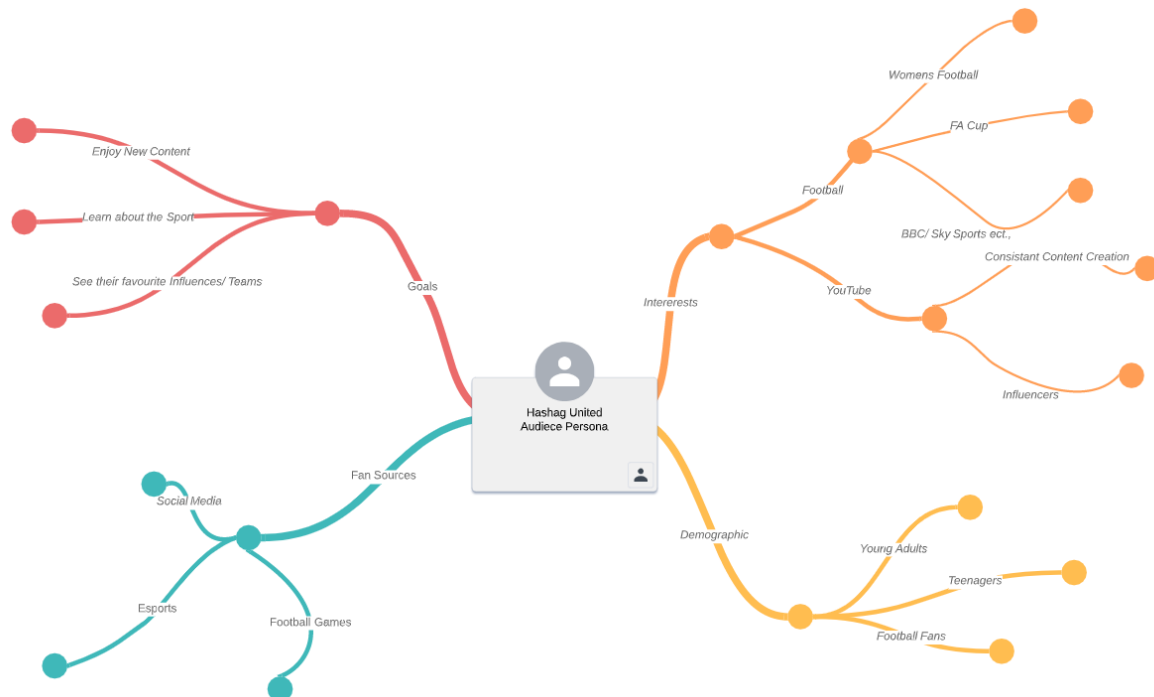 Womens Football
FA Cup
Enjoy New Content
Football
Learn about the Sport
BBC/ Sky Sports ect.,
Consistant Content Creation
See their favourite Influences/ Teams
Goals
YouTube
Intererests
Influencers
Hashag United
Audiece Persona
Fan Sources
Social Media
Demographic
Young Adults
Teenagers
Esports
Football Games
Football Fans